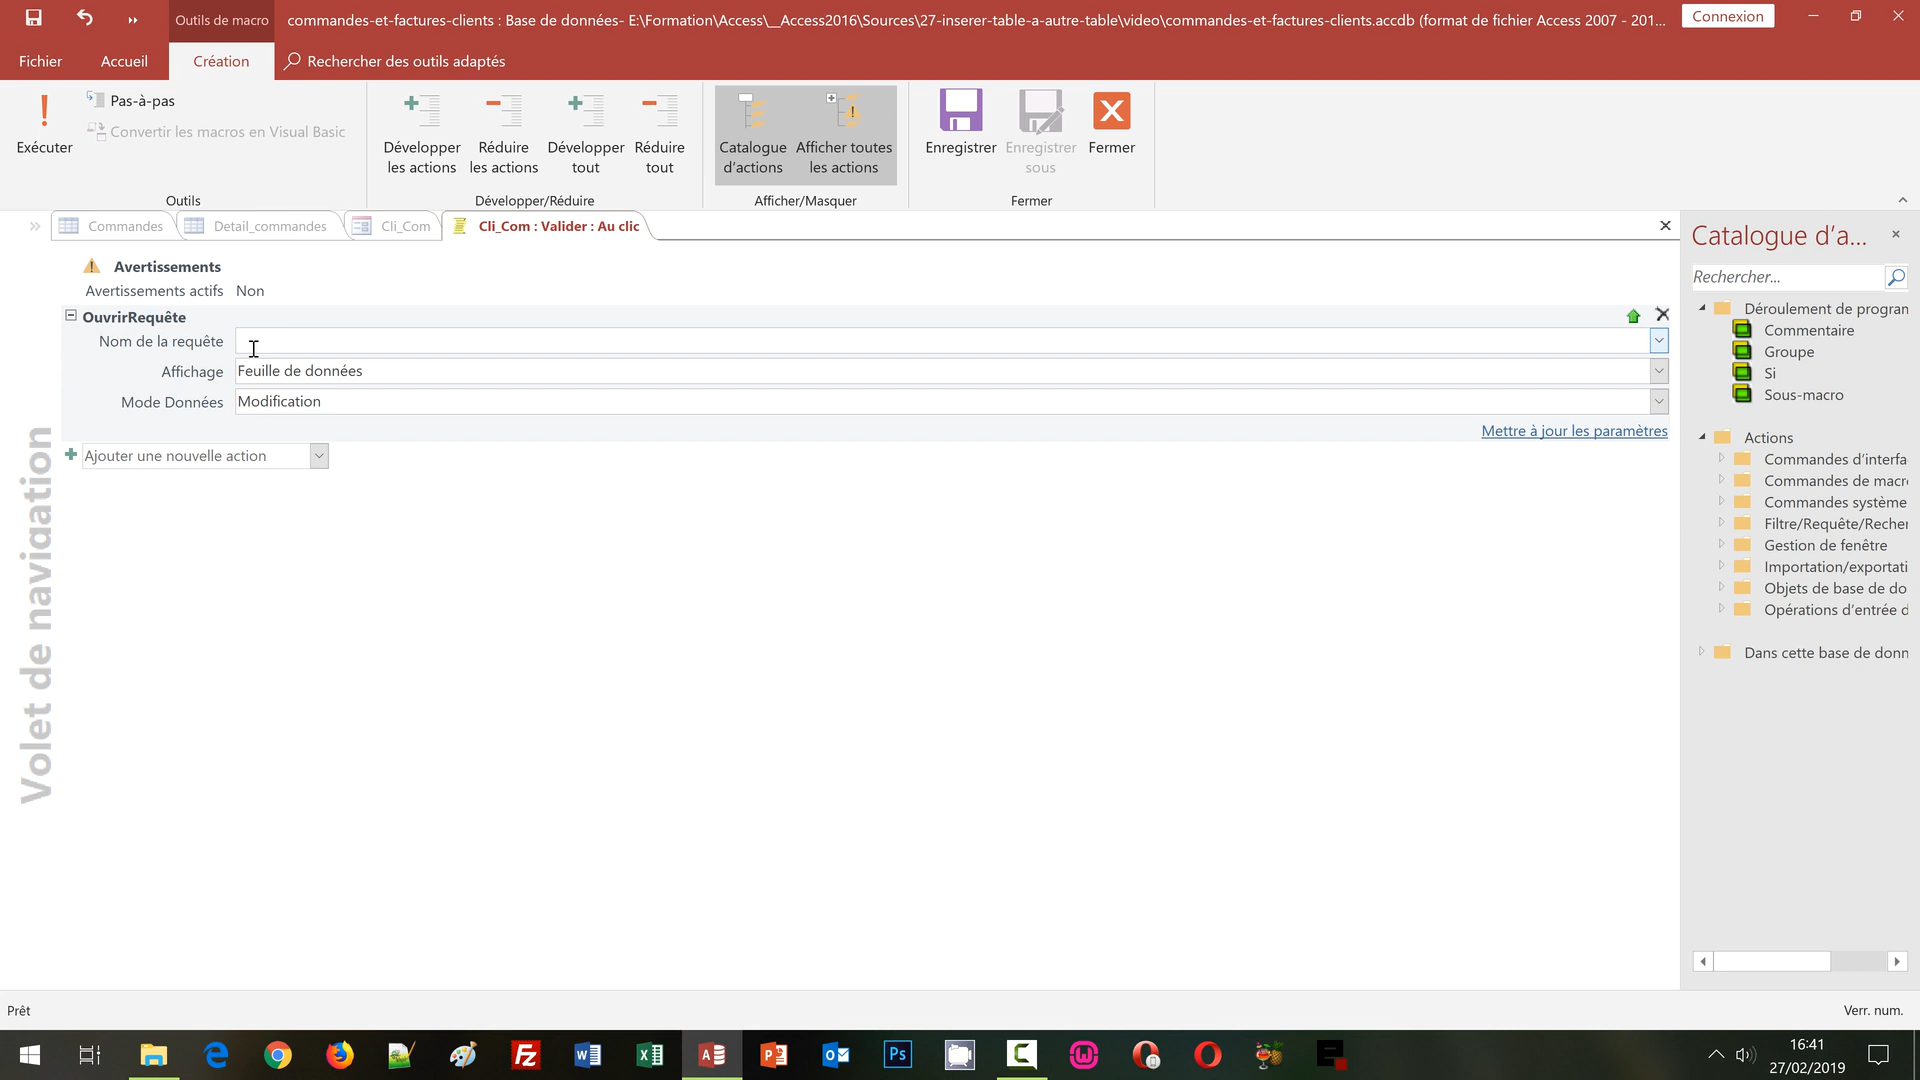 Outils de macro
commandes-et-factures-clients : Base de données- E:\Formation\Access\__Access2016\Sources\27-inserer-table-a-autre-table\video\commandes-et-factures-clients.accdb (format de fichier Access 2007 - 201...
Connexion
Fichier
Accueil
Création
Rechercher des outils adaptés
Exécuter
Pas-à-pas
Convertir les macros en Visual Basic
Outils
Développer les actions
Réduire les actions
Développer tout
Réduire tout
Développer/Réduire
Catalogue d'actions
Afficher toutes les actions
Afficher/Masquer
Enregistrer
Enregistrer sous
Fermer
Fermer
Commandes
Detail_commandes
Cli_Com
Cli_Com : Valider : Au clic
Avertissements
Avertissements actifs Non
OuvrirRequête
Nom de la requête
Affichage Feuille de données
Mode Données Modification
Mettre à jour les paramètres
Ajouter une nouvelle action
Volet de navigation
Catalogue d'a...
Rechercher...
Déroulement de progran
Commentaire
Groupe
Si
Sous-macro
Actions
Commandes d'interfa
Commandes de macr
Commandes système
Filtre/Requête/Recher
Gestion de fenêtre
Importation/exportati
Objets de base de do
Opérations d'entrée d
Dans cette base de donn
Prêt
Verr. num.
16:41
27/02/2019